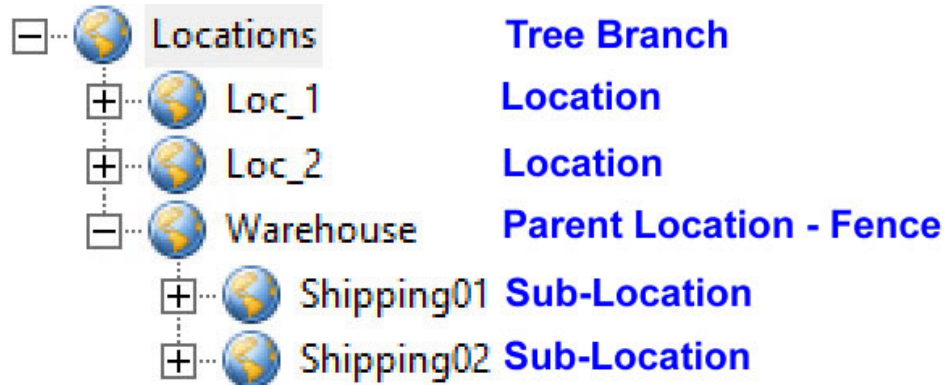 Locations Tree Branch
Loc_1 Location
Loc_2 Location
Warehouse Parent Location - Fence
Shipping01 Sub-Location
Shipping02 Sub-Location